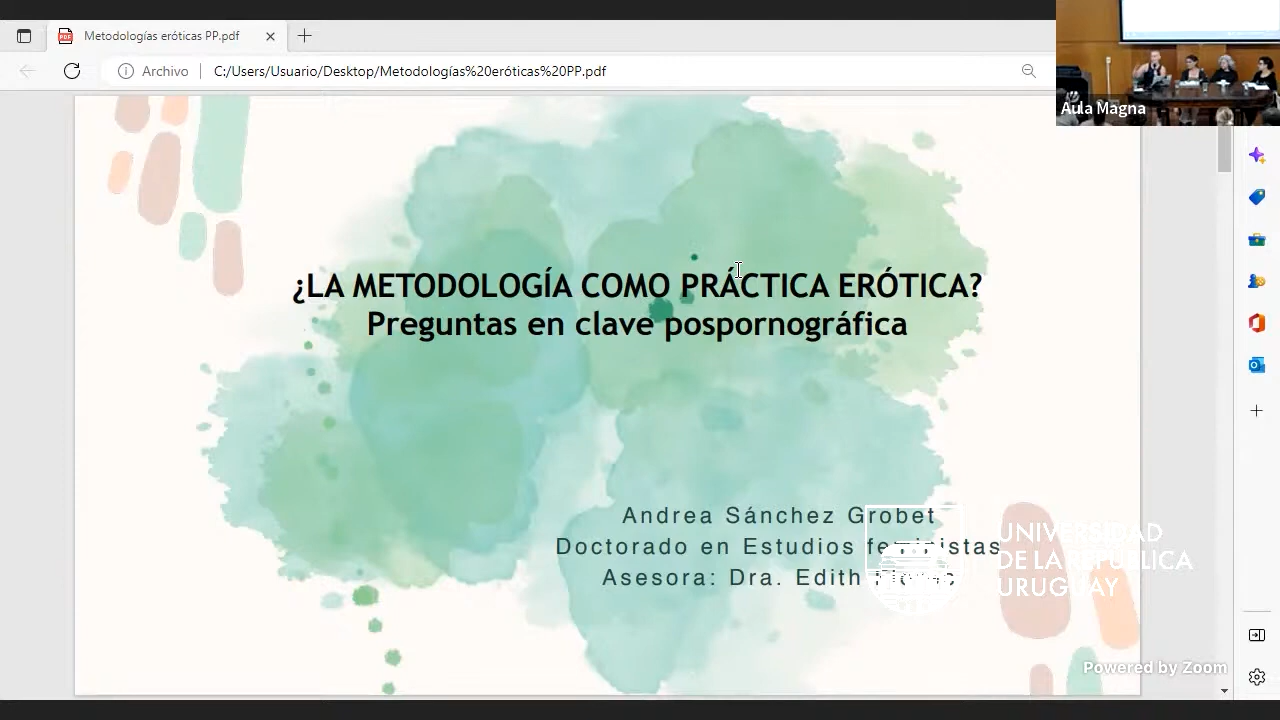 Metodologías eróticas PP.pdf
Archivo
C:/Users/Usuario/Desktop/Metodologías%20eróticas%20PP.pdf
Aula Magna
¿LA METODOLOGÍA COMO PRÁCTICA ERÓTICA?
Preguntas en clave pospornográfica
Andrea Sánchez Grobet
Doctorado en Estudios feministas
Asesora: Dra. Edith
UNIVERSIDAD
DE LA REPÚBLICA
URUGUAY
Powered by Zoom